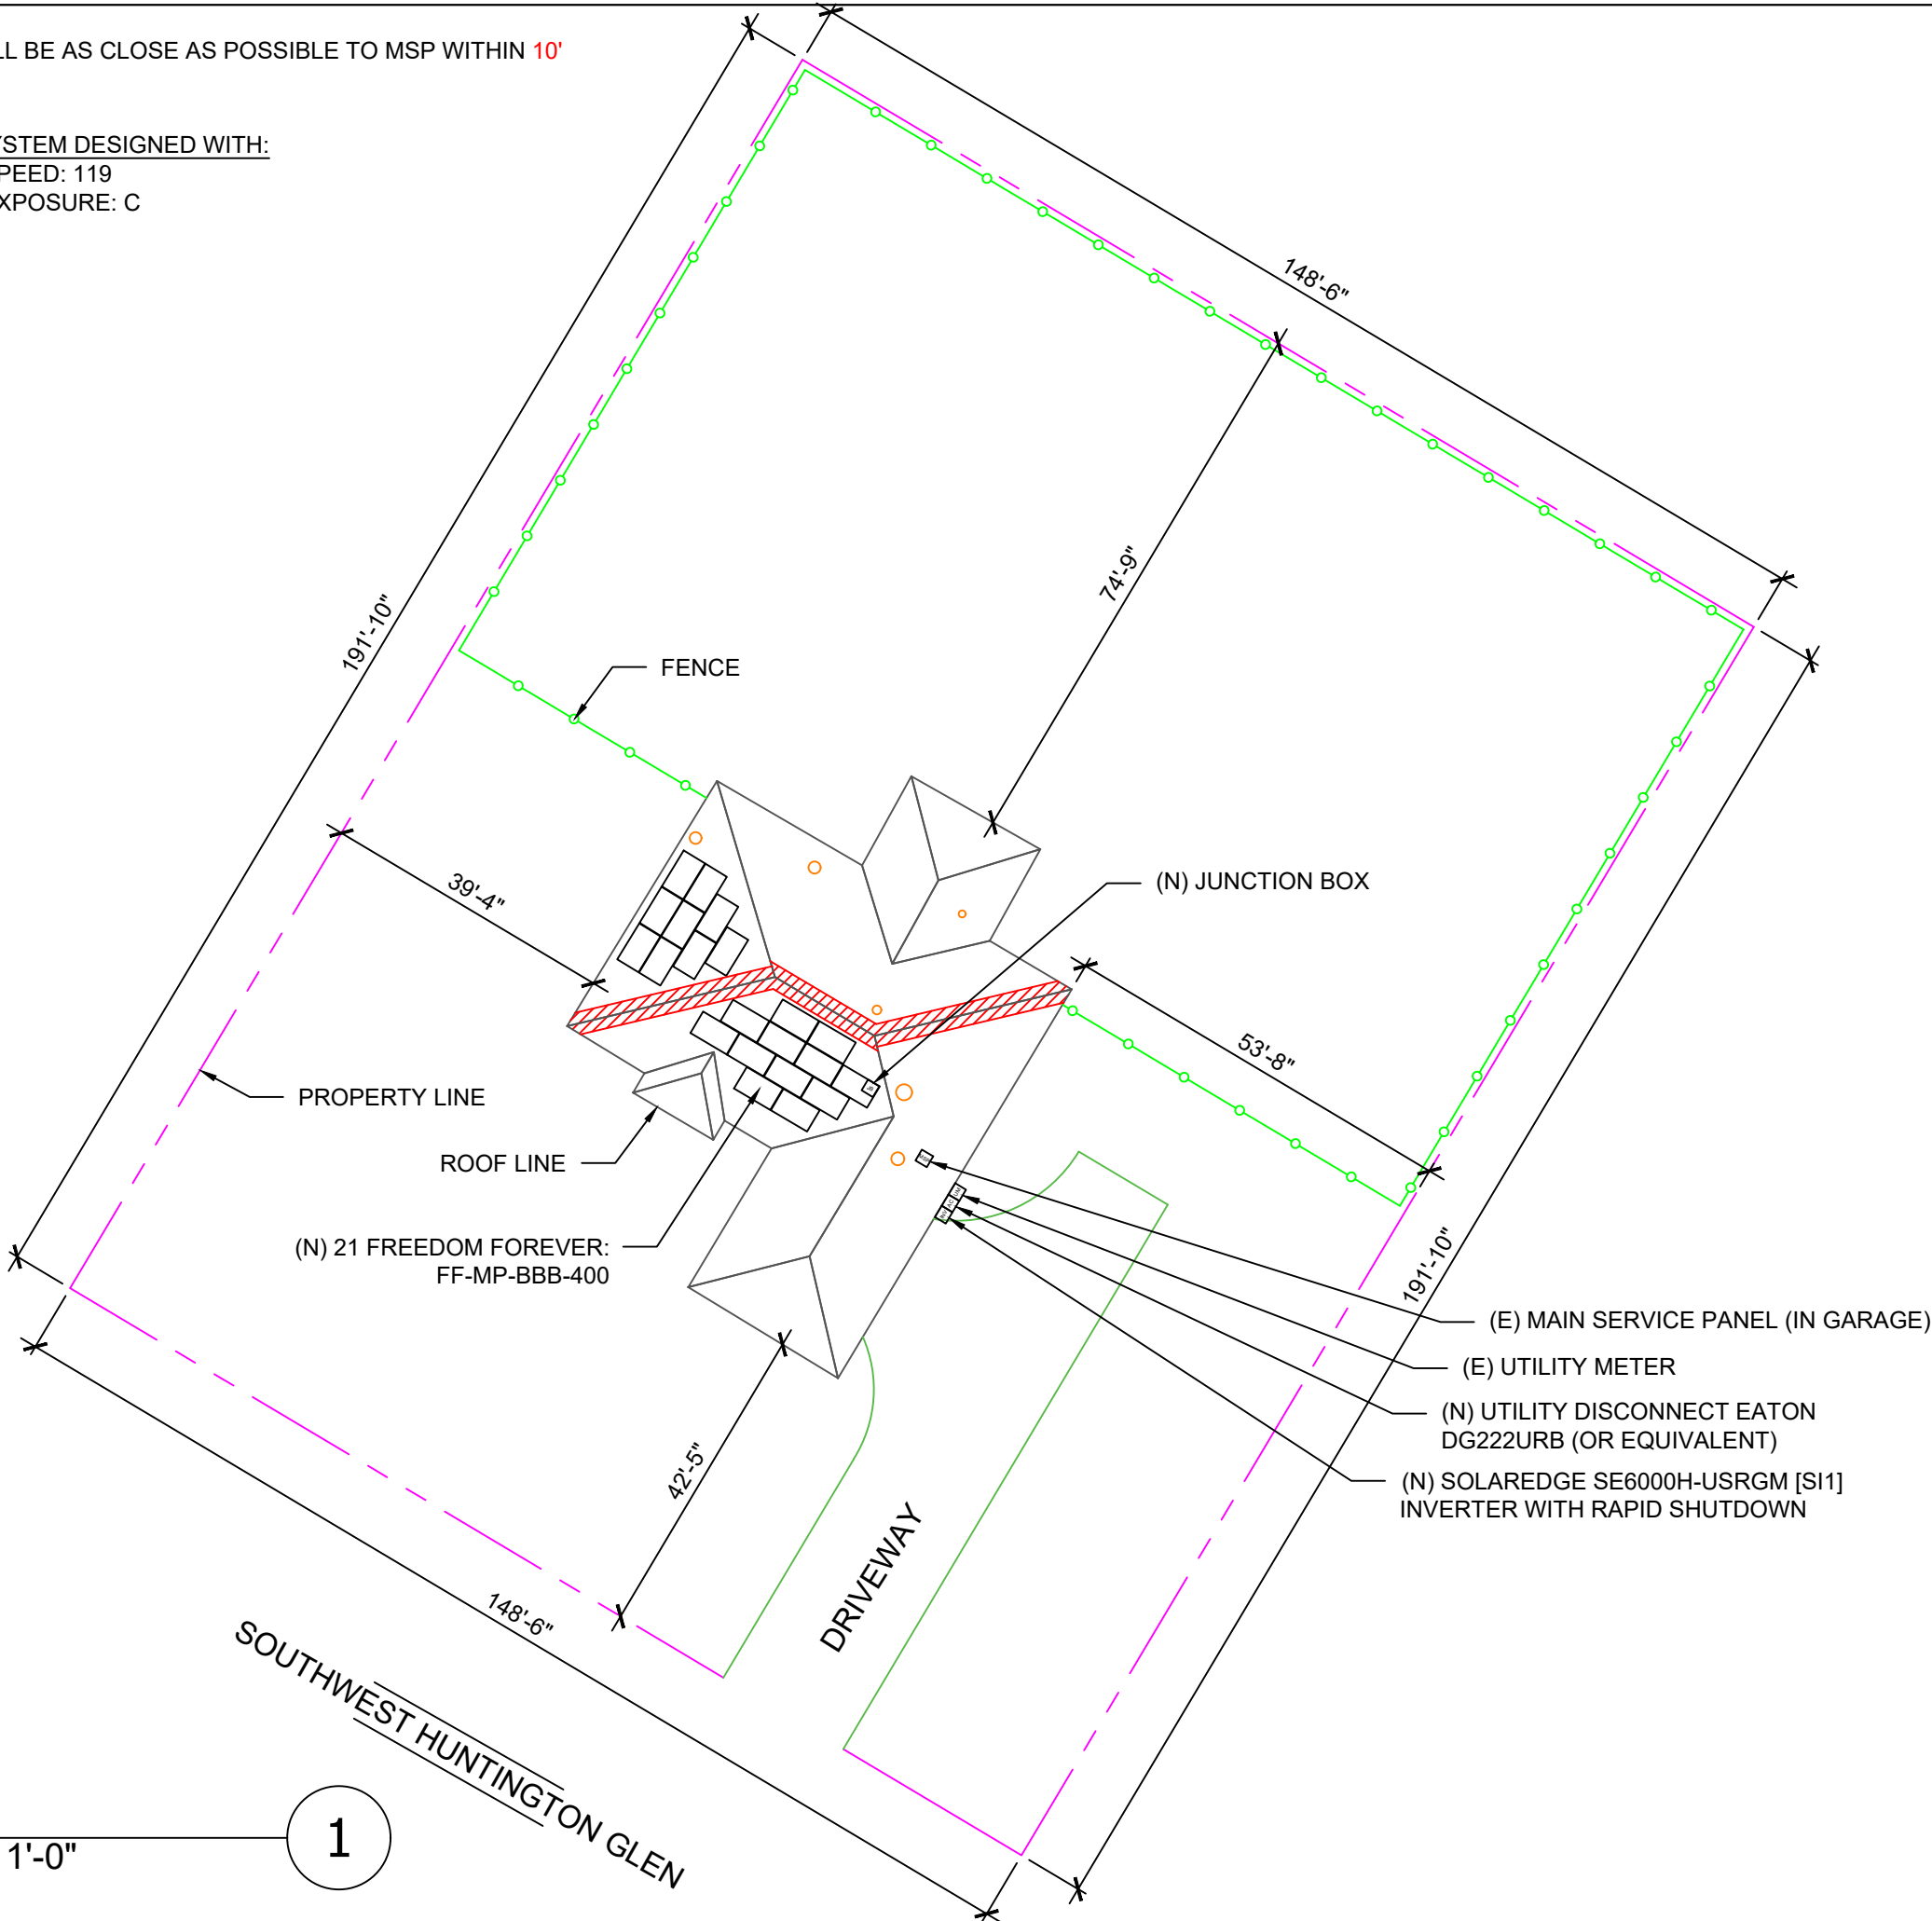 LL BE AS CLOSE AS POSSIBLE TO MSP WITHIN 10'
YSTEM DESIGNED WITH:
PEED: 119
XPOSURE: C
148'-6"
191'-10"
74'-9"
FENCE
39'-4"
(N) JUNCTION BOX
53'-8"
PROPERTY LINE
ROOF LINE
(N) 21 FREEDOM FOREVER:
FF-MP-BBB-400
191'-10"
(E) MAIN SERVICE PANEL (IN GARAGE)
(E) UTILITY METER
(N) UTILITY DISCONNECT EATON
DG222URB (OR EQUIVALENT)
(N) SOLAREDGE SE6000H-USRGM [SI1]
INVERTER WITH RAPID SHUTDOWN
42'-5"
DRIVEWAY
148'-6"
SOUTHWEST HUNTINGTON GLEN
1
1'-0"